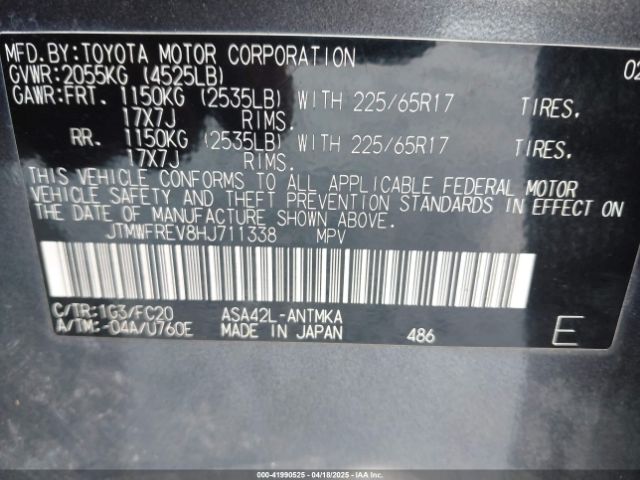 MFD.BY:TOYOTA MOTOR CORPORATION 02
GVWR:2055KG (4525LB)
GAWR:FRT. 1150KG (2535LB) WITH 225/65R17 TIRES,
17X7J RIMS.
RR. 1150KG (2535LB) WITH 225/65R17 TIRES,
17X7J RIMS.
THIS VEHICLE CONFORMS TO ALL APPLICABLE FEDERAL MOTOR
VEHICLE SAFETY AND THEFT PREVENTION STANDARDS IN EFFECT ON
THE DATE OF MANUFACTURE SHOWN ABOVE.
JTMWFREV8HJ711338 MPV
C/TR:1G3/FC20 ASA42L-ANTMKA
A/TM:-04A/U760E MADE IN JAPAN 486 E
000-41990525 - 04/18/2025 - IAAI.COM